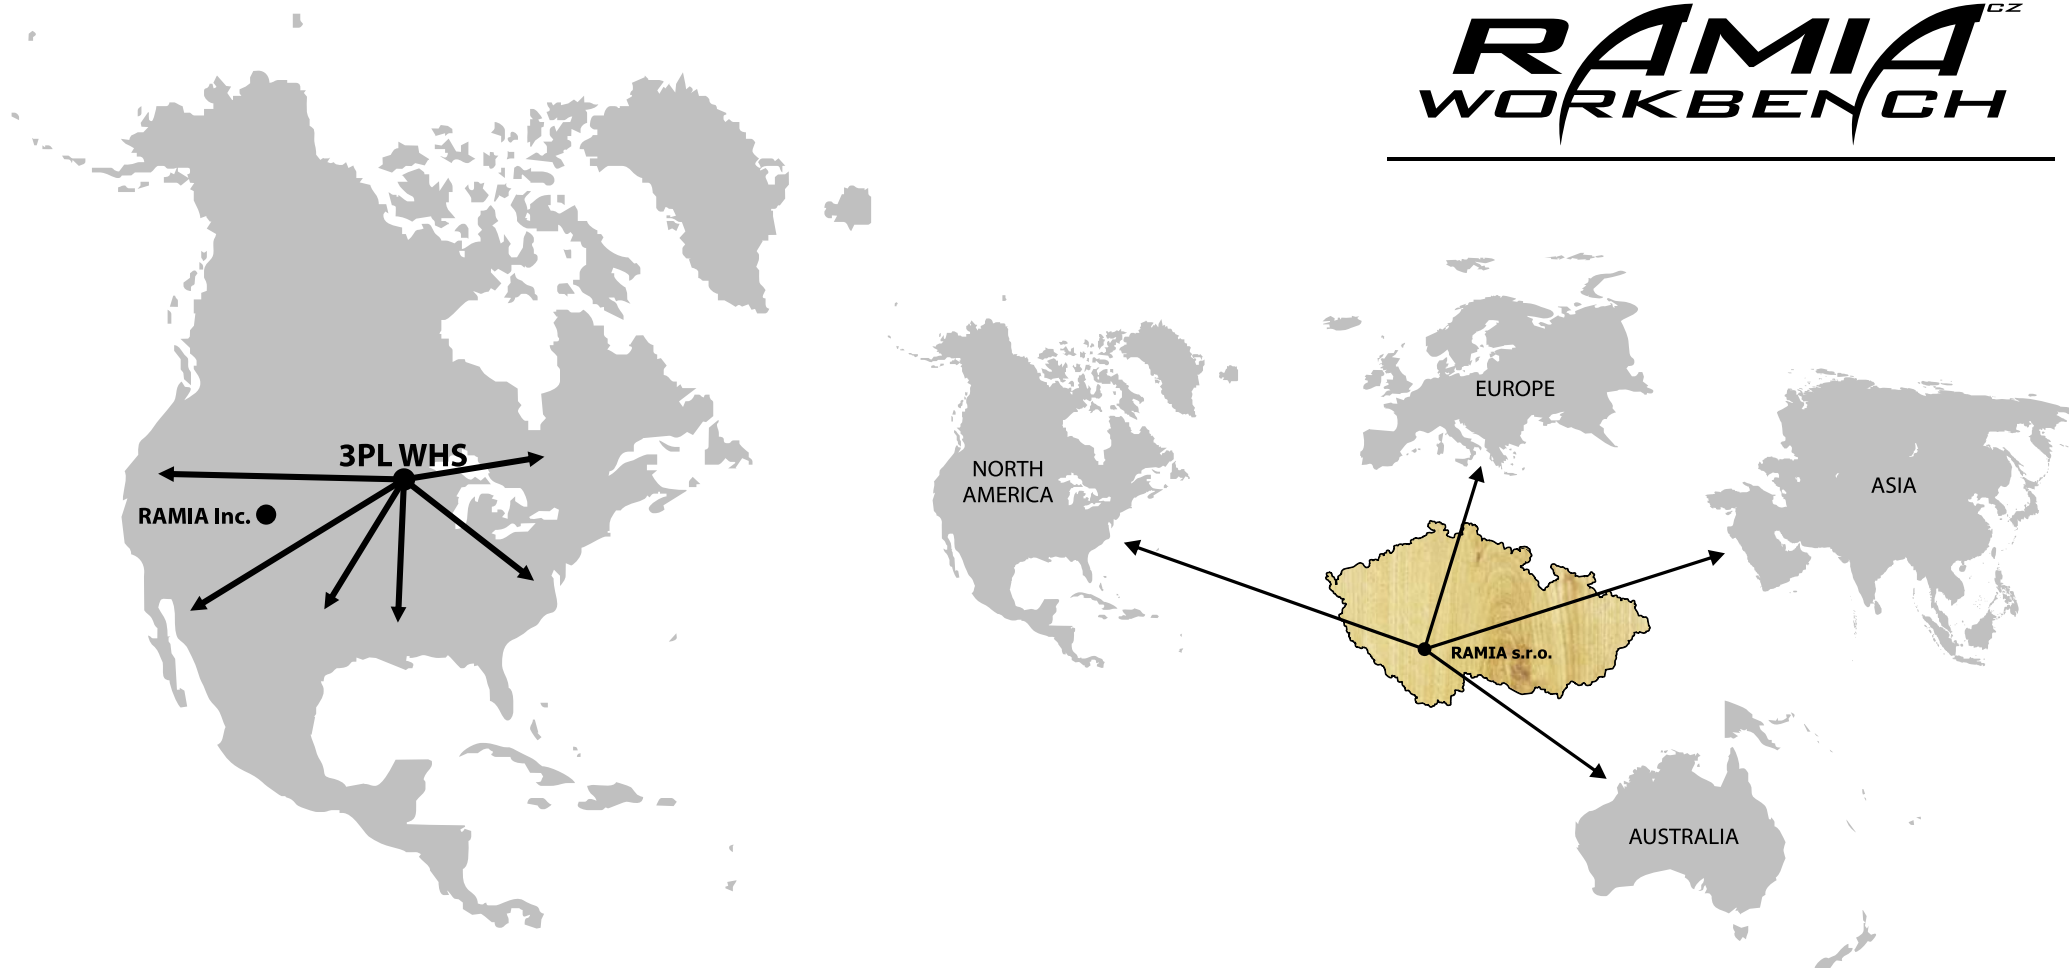 RAMIA CZ
WORKBENCH
3PL WHS
RAMIA Inc.
NORTH
AMERICA
EUROPE
ASIA
RAMIA s.r.o.
AUSTRALIA